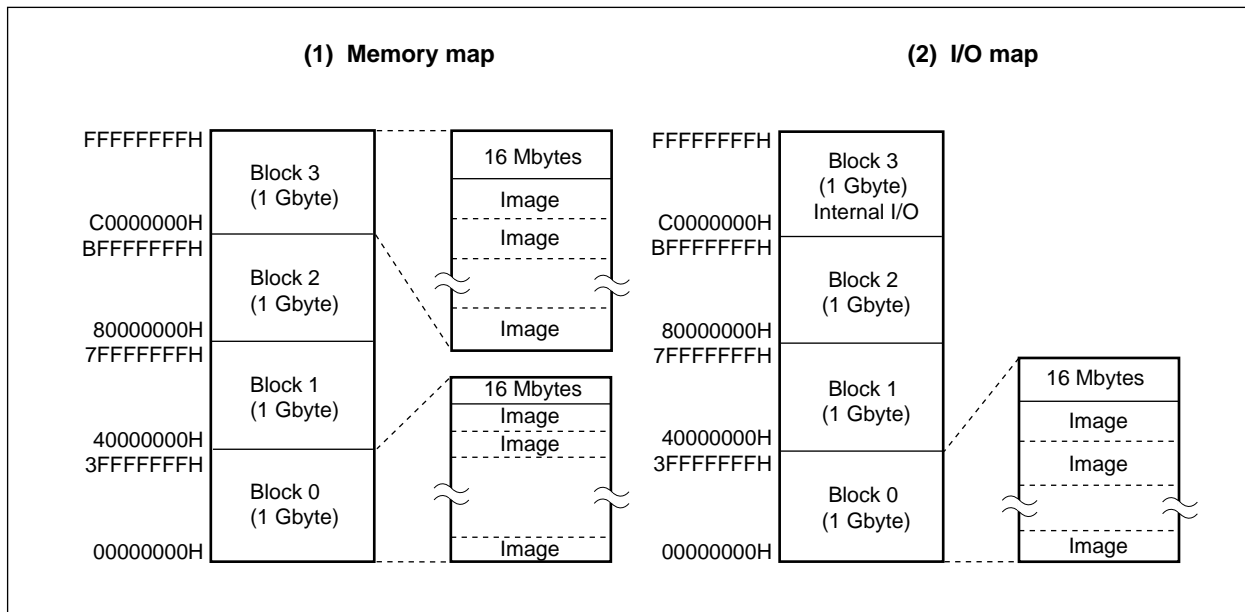 (1) Memory map
FFFFFFFFH
Block 3
(1 Gbyte)
C0000000H
BFFFFFFFH
Block 2
(1 Gbyte)
80000000H
7FFFFFFFH
Block 1
(1 Gbyte)
40000000H
3FFFFFFFH
Block 0
(1 Gbyte)
00000000H
16 Mbytes
Image
Image
Image
16 Mbytes
Image
Image
Image
(2) I/O map
FFFFFFFFH
Block 3
(1 Gbyte)
Internal I/O
C0000000H
BFFFFFFFH
Block 2
(1 Gbyte)
80000000H
7FFFFFFFH
Block 1
(1 Gbyte)
40000000H
3FFFFFFFH
Block 0
(1 Gbyte)
00000000H
16 Mbytes
Image
Image
Image